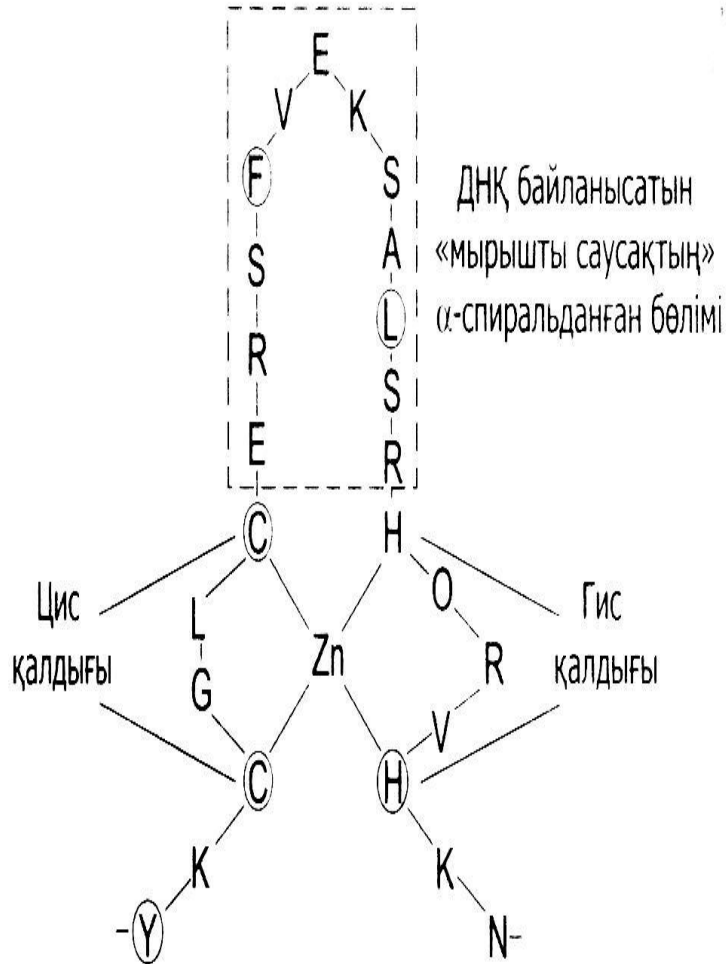 E
V K
F S
S A
R L
E S
R
C H
O
L
Zn
R
G
V
C H
K K
-Y N-
ДНҚ байланысатын
«мырышты саусақтың»
α-спиральданған бөлімі
Цис
қалдығы
Гис
қалдығы